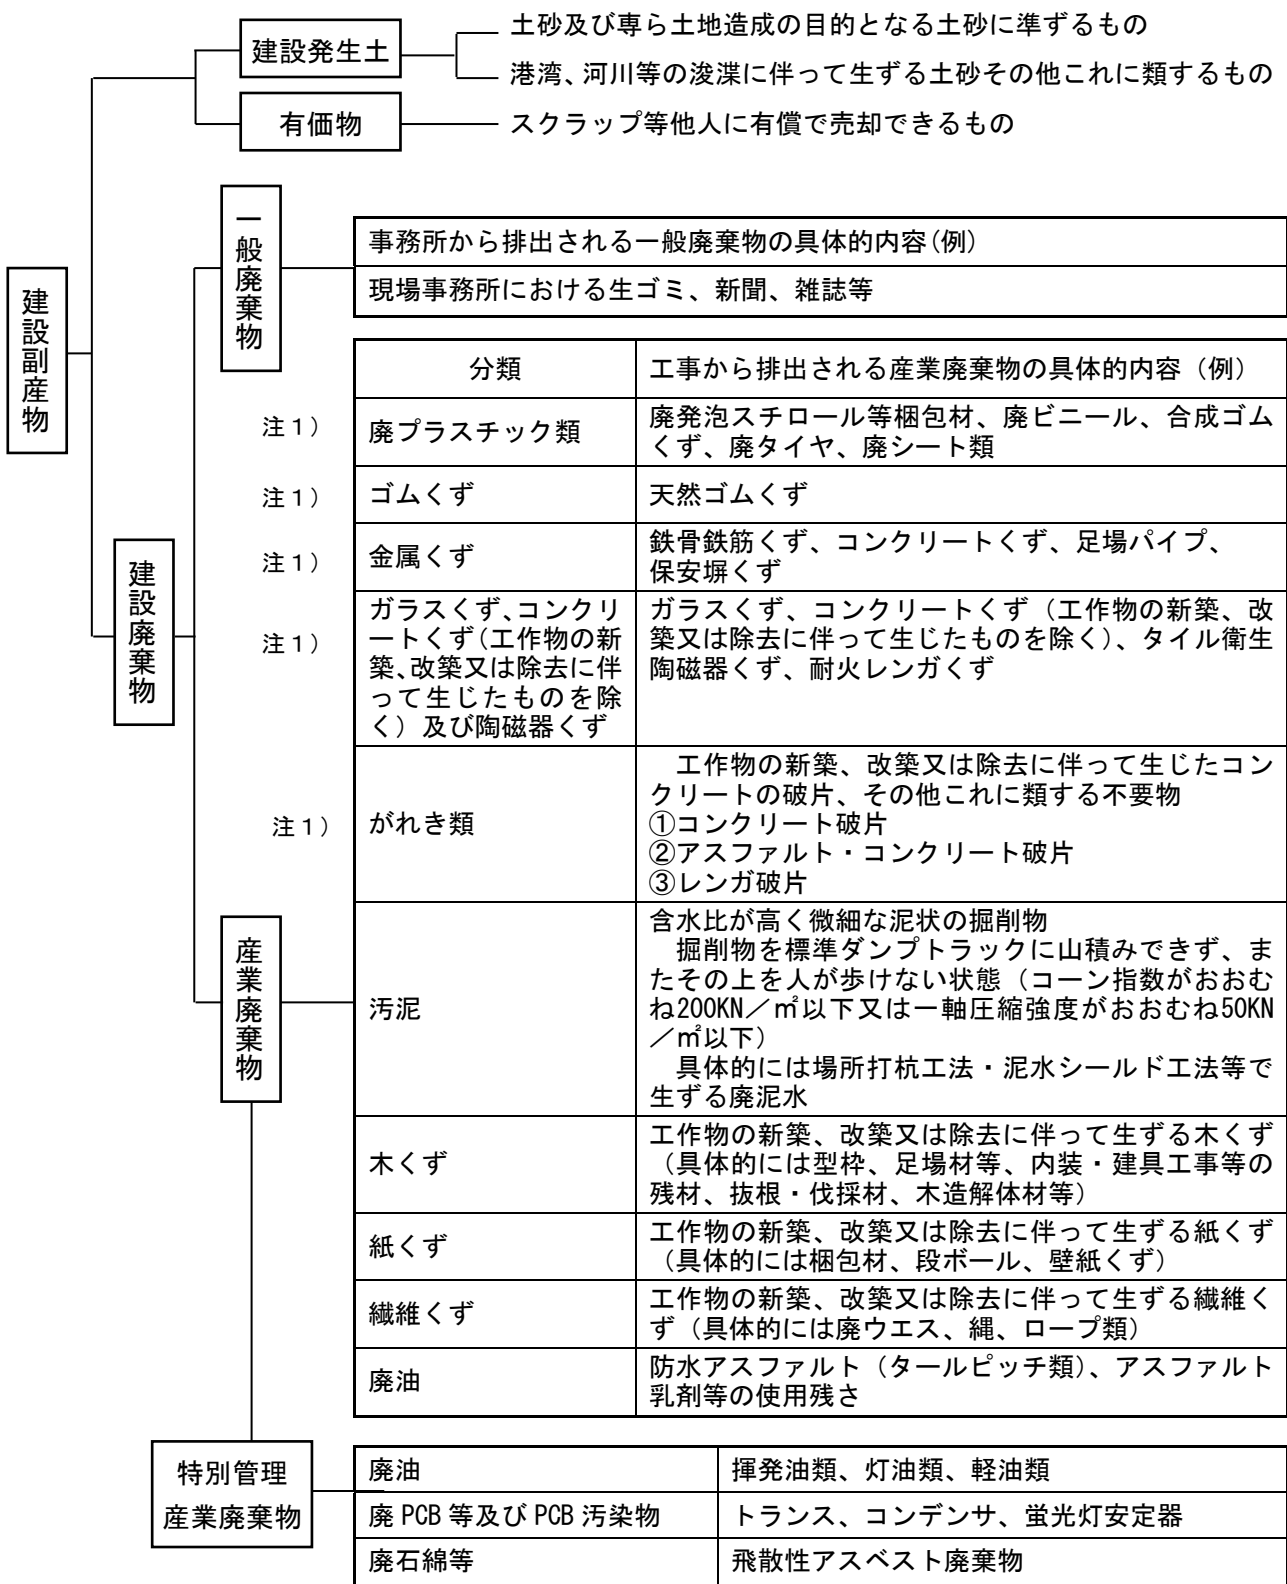 建設発生土
土砂及び専ら土地造成の目的となる土砂に準ずるもの
港湾、河川等の浚渫に伴って生ずる土砂その他これに類するもの
有価物
スクラップ等他人に有償で売却できるもの
建設副産物
一般廃棄物
事務所から排出される一般廃棄物の具体的内容(例)
現場事務所における生ゴミ、新聞、雑誌等
建設廃棄物
分類
工事から排出される産業廃棄物の具体的内容（例）
注１）
廃プラスチック類
廃発泡スチロール等梱包材、廃ビニール、合成ゴム
くず、廃タイヤ、廃シート類
注１）
ゴムくず
天然ゴムくず
注１）
金属くず
鉄骨鉄筋くず、コンクリートくず、足場パイプ、
保安塀くず
注１）
ガラスくず、コンクリ
ートくず(工作物の新
築、改築又は除去に伴
って生じたものを除
く）及び陶磁器くず
ガラスくず、コンクリートくず（工作物の新築、改
築又は除去に伴って生じたものを除く）、タイル衛生
陶磁器くず、耐火レンガくず
注１）
がれき類
工作物の新築、改築又は除去に伴って生じたコン
クリートの破片、その他これに類する不要物
①コンクリート破片
②アスファルト・コンクリート破片
③レンガ破片
産業廃棄物
汚泥
含水比が高く微細な泥状の掘削物
掘削物を標準ダンプトラックに山積みできず、ま
たその上を人が歩けない状態（コーン指数がおおむ
ね200KN／㎡以下又は一軸圧縮強度がおおむね50KN
／㎡以下）
具体的には場所打杭工法・泥水シールド工法等で
生ずる廃泥水
木くず
工作物の新築、改築又は除去に伴って生ずる木くず
（具体的には型枠、足場材等、内装・建具工事等の
残材、抜根・伐採材、木造解体材等）
紙くず
工作物の新築、改築又は除去に伴って生ずる紙くず
（具体的には梱包材、段ボール、壁紙くず）
繊維くず
工作物の新築、改築又は除去に伴って生ずる繊維く
ず（具体的には廃ウエス、縄、ロープ類）
廃油
防水アスファルト（タールピッチ類）、アスファルト
乳剤等の使用残さ
特別管理
産業廃棄物
廃油
揮発油類、灯油類、軽油類
廃 PCB 等及び PCB 汚染物
トランス、コンデンサ、蛍光灯安定器
廃石綿等
飛散性アスベスト廃棄物